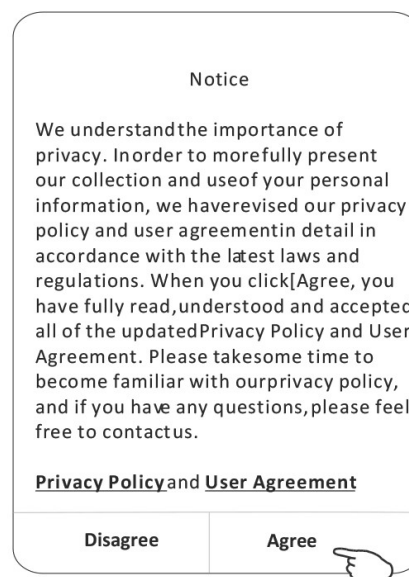 Notice
We understand the importance of
privacy. Inorder to morefully present
our collection and useof your personal
information, we haverevised our privacy
policy and user agreementin detail in
accordance with the latest laws and
regulations. When you click[Agree, you
have fully read,understood and accepted
all of the updatedPrivacy Policy and User
Agreement. Please takesome time to
become familiar with ourprivacy policy,
and if you have any questions,please feel
free to contactus.
Privacy Policy and User Agreement
Disagree Agree